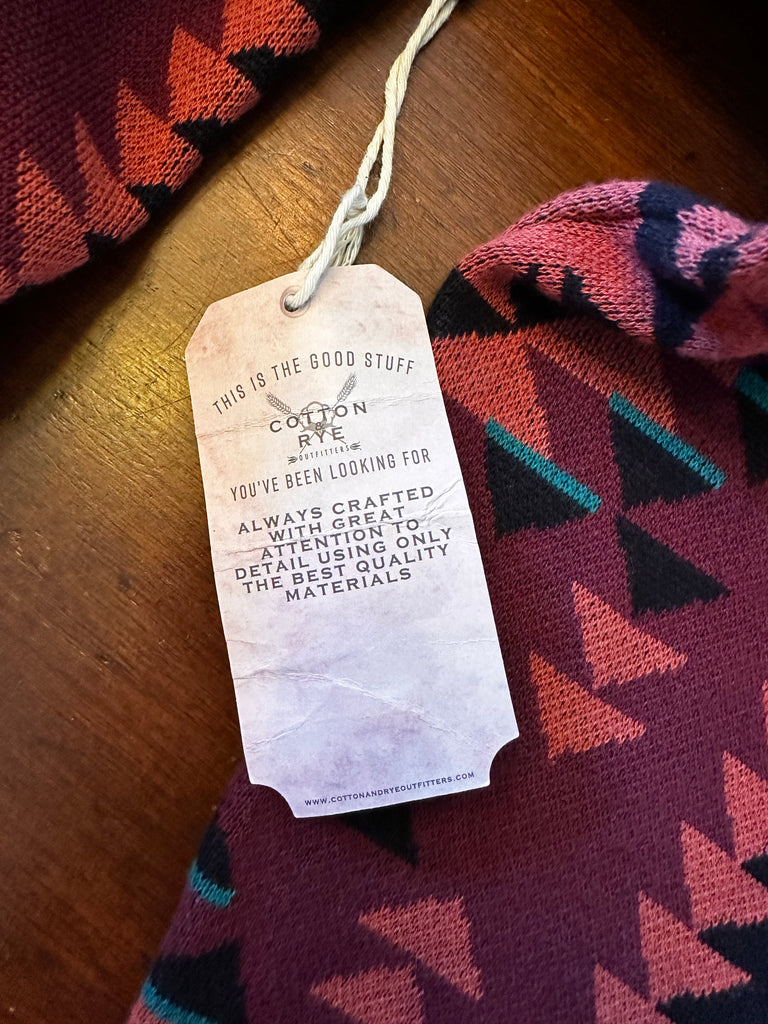 THIS IS THE GOOD STUFF
COTTON
&
RYE
OUTFITTERS
YOU'VE BEEN LOOKING FOR
ALWAYS CRAFTED
WITH GREAT
ATTENTION TO
DETAIL USING ONLY
THE BEST QUALITY
MATERIALS
WWW.COTTONANDRYEOUTFITTERS.COM